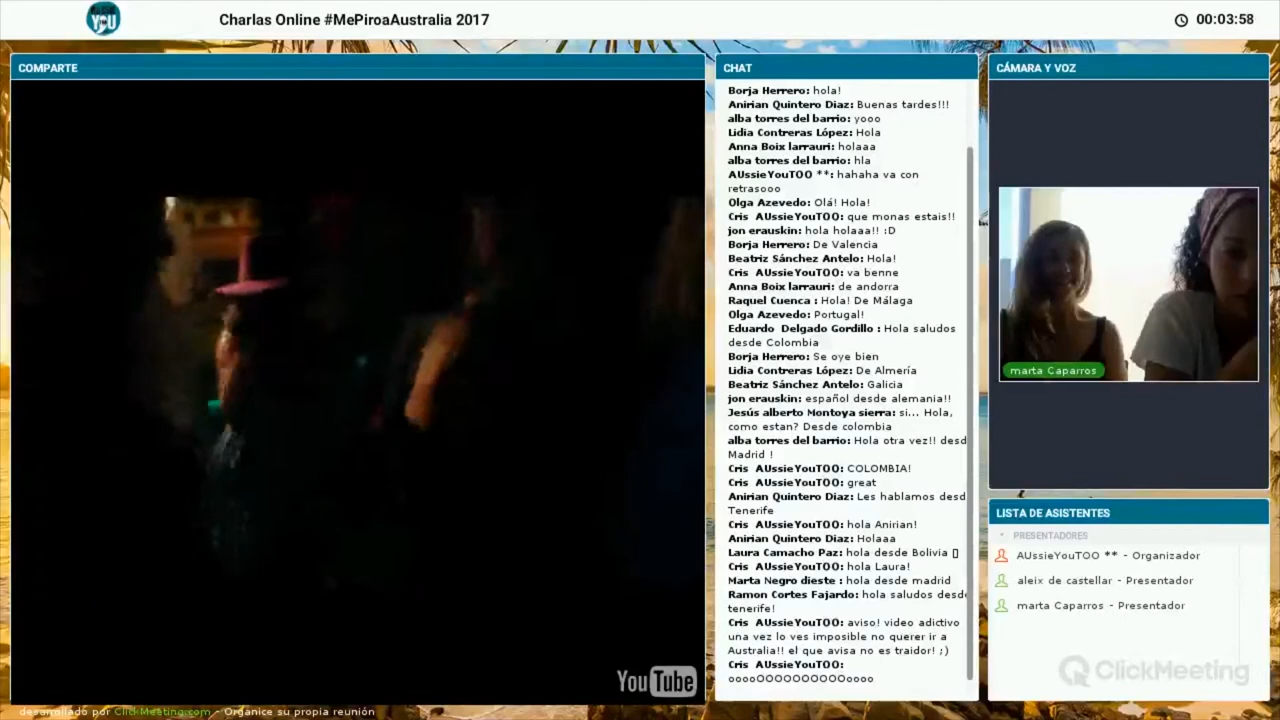 YOU
Charlas Online #MePiroaAustralia 2017
00:03:58
COMPARTE
YouTube
CHAT
Borja Herrero: hola!
Anirian Quintero Diaz: Buenas tardes!!!
alba torres del barrio: yooo
Lidia Contreras López: Hola
Anna Boix larrauri: holaaa
alba torres del barrio: hla
AUssieYouTOO **: hahaha va con
retrasooo
Olga Azevedo: Olá! Hola!
Cris AUssieYouTOO: que monas estais!!
jon erauskin: hola holaa!! :D
Borja Herrero: De Valencia
Beatriz Sánchez Antelo: Hola!
Cris AUssieYouTOO: va benne
Anna Boix larrauri: de andorra
Raquel Cuenca : Hola! De Málaga
Olga Azevedo: Portugal!
Eduardo Delgado Gordillo : Hola saludos
desde Colombia
Borja Herrero: Se oye bien
Lidia Contreras López: De Almería
Beatriz Sánchez Antelo: Galicia
jon erauskin: español desde alemania!!
Jesús alberto Montoya sierra: si... Hola,
como estan? Desde colombia
alba torres del barrio: Hola otra vez!! desd
Madrid !
Cris AUssieYouTOO: COLOMBIA!
Cris AUssieYouTOO: great
Anirian Quintero Diaz: Les hablamos desd
Tenerife
Cris AUssieYouTOO: hola Anirian!
Anirian Quintero Diaz: Holaaa
Laura Camacho Paz: hola desde Bolivia
Cris AUssieYouTOO: hola Laura!
Marta Negro dieste : hola desde madrid
Ramon Cortes Fajardo: hola saludos desde
tenerife!
Cris AUssieYouTOO: aviso! video adictivo
una vez lo ves imposible no querer ir a
Australia!! el que avisa no es traidor! ;)
Cris AUssieYouTOO:
ooooOOOOOOOOOOoooo
CÁMARA Y VOZ
marta Caparros
LISTA DE ASISTENTES
PRESENTADORES
AUssieYouTOO ** - Organizador
aleix de castellar - Presentador
marta Caparros - Presentador
ClickMeeting
desarrollado por ClickMeeting.com - Organice su propia reunión